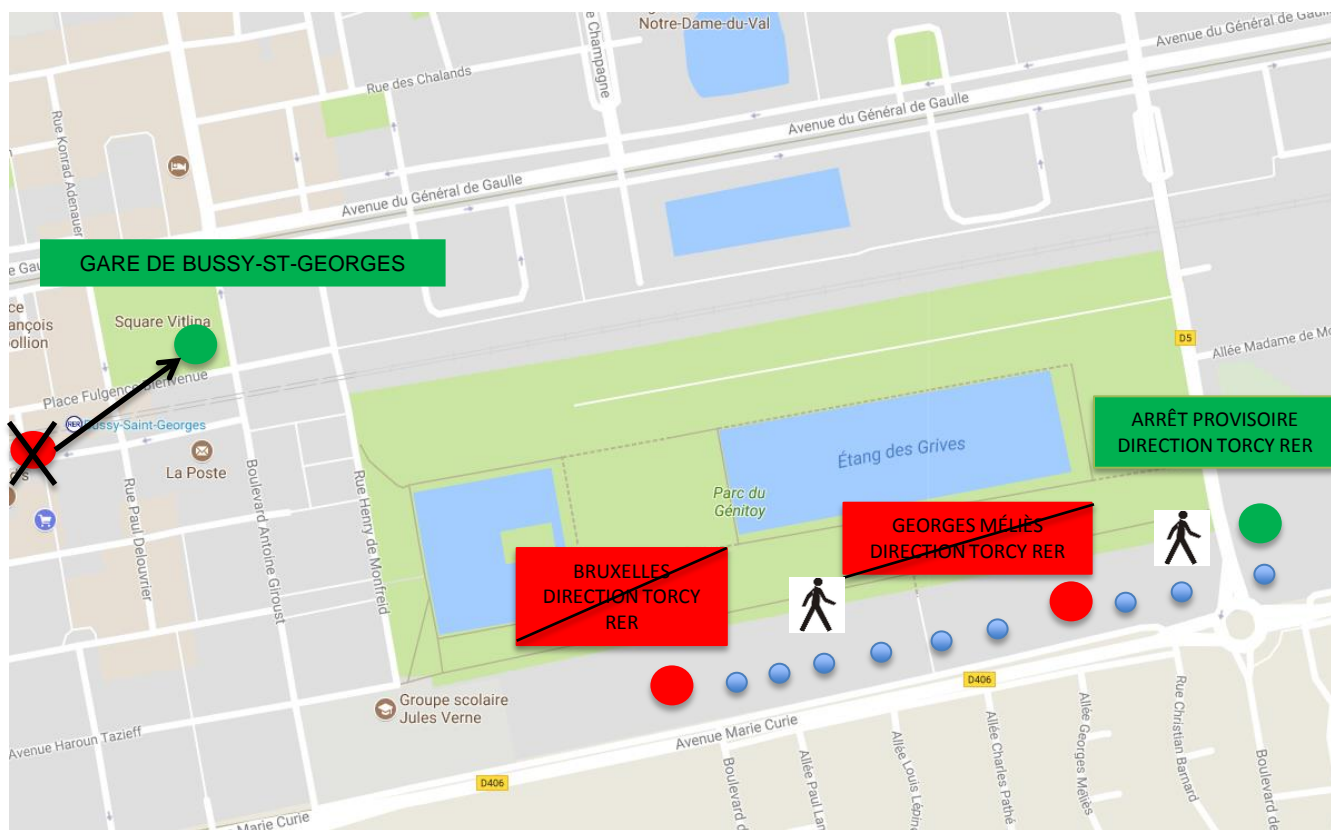 Notre-Dame-du-Val
Avenue du Général de Gaulle
Rue des Chalands
Champagne
Avenue du Général de Gaulle
Rue Konrad Adenauer
Avenue du Général de Gaulle
GARE DE BUSSY-ST-GEORGES
Square Vitlina
D5
Allée Madame de
Place Fulgence Bienvenue
RER
Bussy-Saint-Georges
La Poste
ARRÊT PROVISOIRE
DIRECTION TORCY RER
Étang des Grives
Parc du
Génitoy
GEORGES MÉLIÈS
DIRECTION TORCY RER
Rue Paul Delouvrier
Boulevard Antoine Giroust
Rue Henry de Monfreid
BRUXELLES
DIRECTION TORCY
RER
Groupe scolaire
Jules Verne
D406
Avenue Haroun Tazieff
Avenue Marie Curie
D406
Marie Curie
Boulevard
Allée Paul
Allée Louis Lépine
Allée Charles Pathé
Allée Georges Méliès
Rue Christian Barnard
Boulevard de